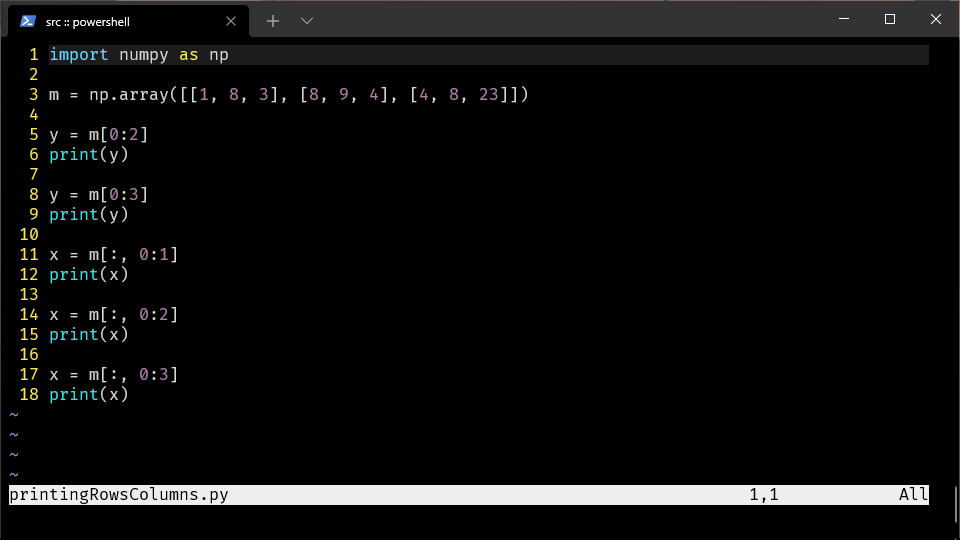 src :: powershell
1 import numpy as np
2
3 m = np.array([[1, 8, 3], [8, 9, 4], [4, 8, 23]])
4
5 y = m[0:2]
6 print(y)
7
8 y = m[0:3]
9 print(y)
10
11 x = m[:, 0:1]
12 print(x)
13
14 x = m[:, 0:2]
15 print(x)
16
17 x = m[:, 0:3]
18 print(x)
~
~
~
~
printingRowsColumns.py 1,1 All